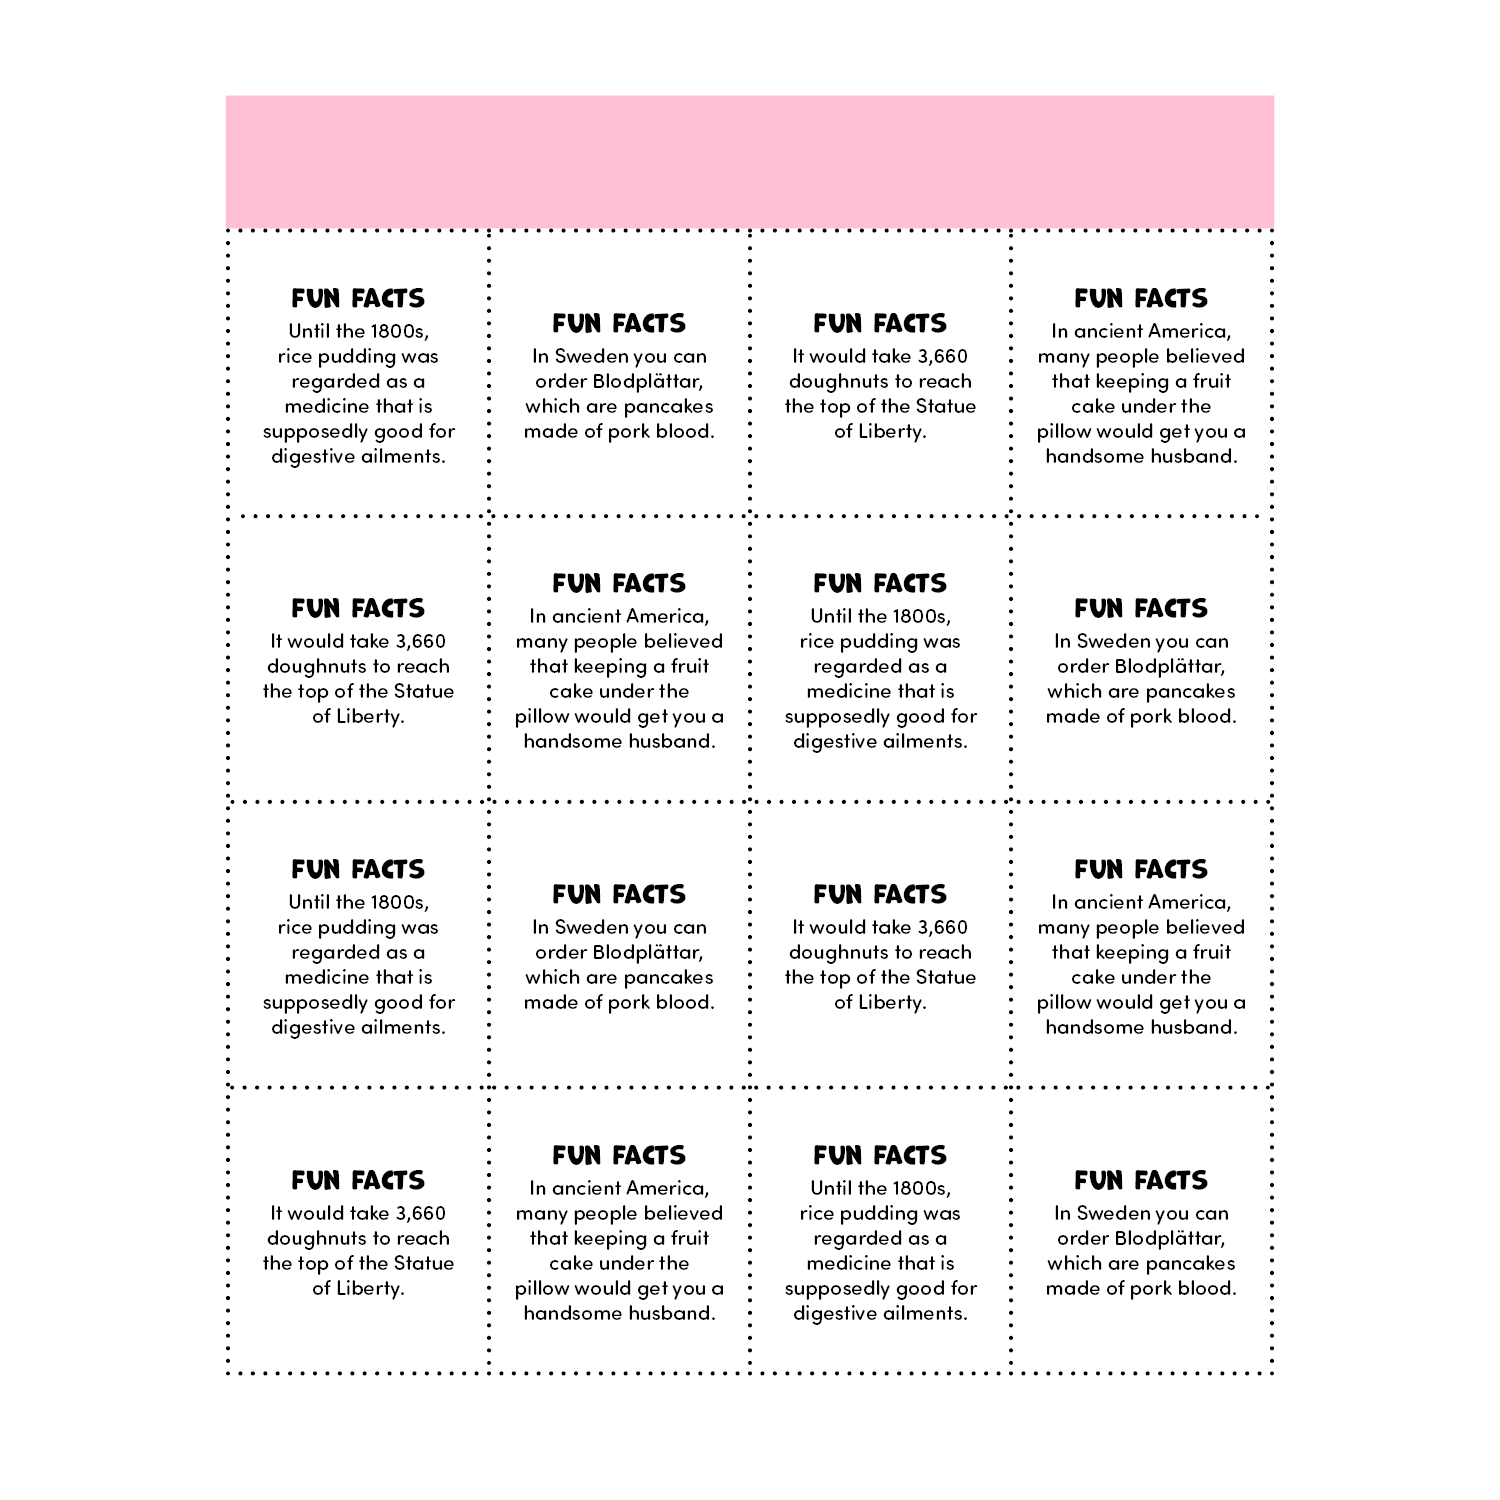 FUN FACTS
Until the 1800s,
rice pudding was
regarded as a
medicine that is
supposedly good for
digestive ailments.
FUN FACTS
In Sweden you can
order Blodplättar,
which are pancakes
made of pork blood.
FUN FACTS
It would take 3,660
doughnuts to reach
the top of the Statue
of Liberty.
FUN FACTS
In ancient America,
many people believed
that keeping a fruit
cake under the
pillow would get you a
handsome husband.
FUN FACTS
It would take 3,660
doughnuts to reach
the top of the Statue
of Liberty.
FUN FACTS
In ancient America,
many people believed
that keeping a fruit
cake under the
pillow would get you a
handsome husband.
FUN FACTS
Until the 1800s,
rice pudding was
regarded as a
medicine that is
supposedly good for
digestive ailments.
FUN FACTS
In Sweden you can
order Blodplättar,
which are pancakes
made of pork blood.
FUN FACTS
Until the 1800s,
rice pudding was
regarded as a
medicine that is
supposedly good for
digestive ailments.
FUN FACTS
In Sweden you can
order Blodplättar,
which are pancakes
made of pork blood.
FUN FACTS
It would take 3,660
doughnuts to reach
the top of the Statue
of Liberty.
FUN FACTS
In ancient America,
many people believed
that keeping a fruit
cake under the
pillow would get you a
handsome husband.
FUN FACTS
It would take 3,660
doughnuts to reach
the top of the Statue
of Liberty.
FUN FACTS
In ancient America,
many people believed
that keeping a fruit
cake under the
pillow would get you a
handsome husband.
FUN FACTS
Until the 1800s,
rice pudding was
regarded as a
medicine that is
supposedly good for
digestive ailments.
FUN FACTS
In Sweden you can
order Blodplättar,
which are pancakes
made of pork blood.